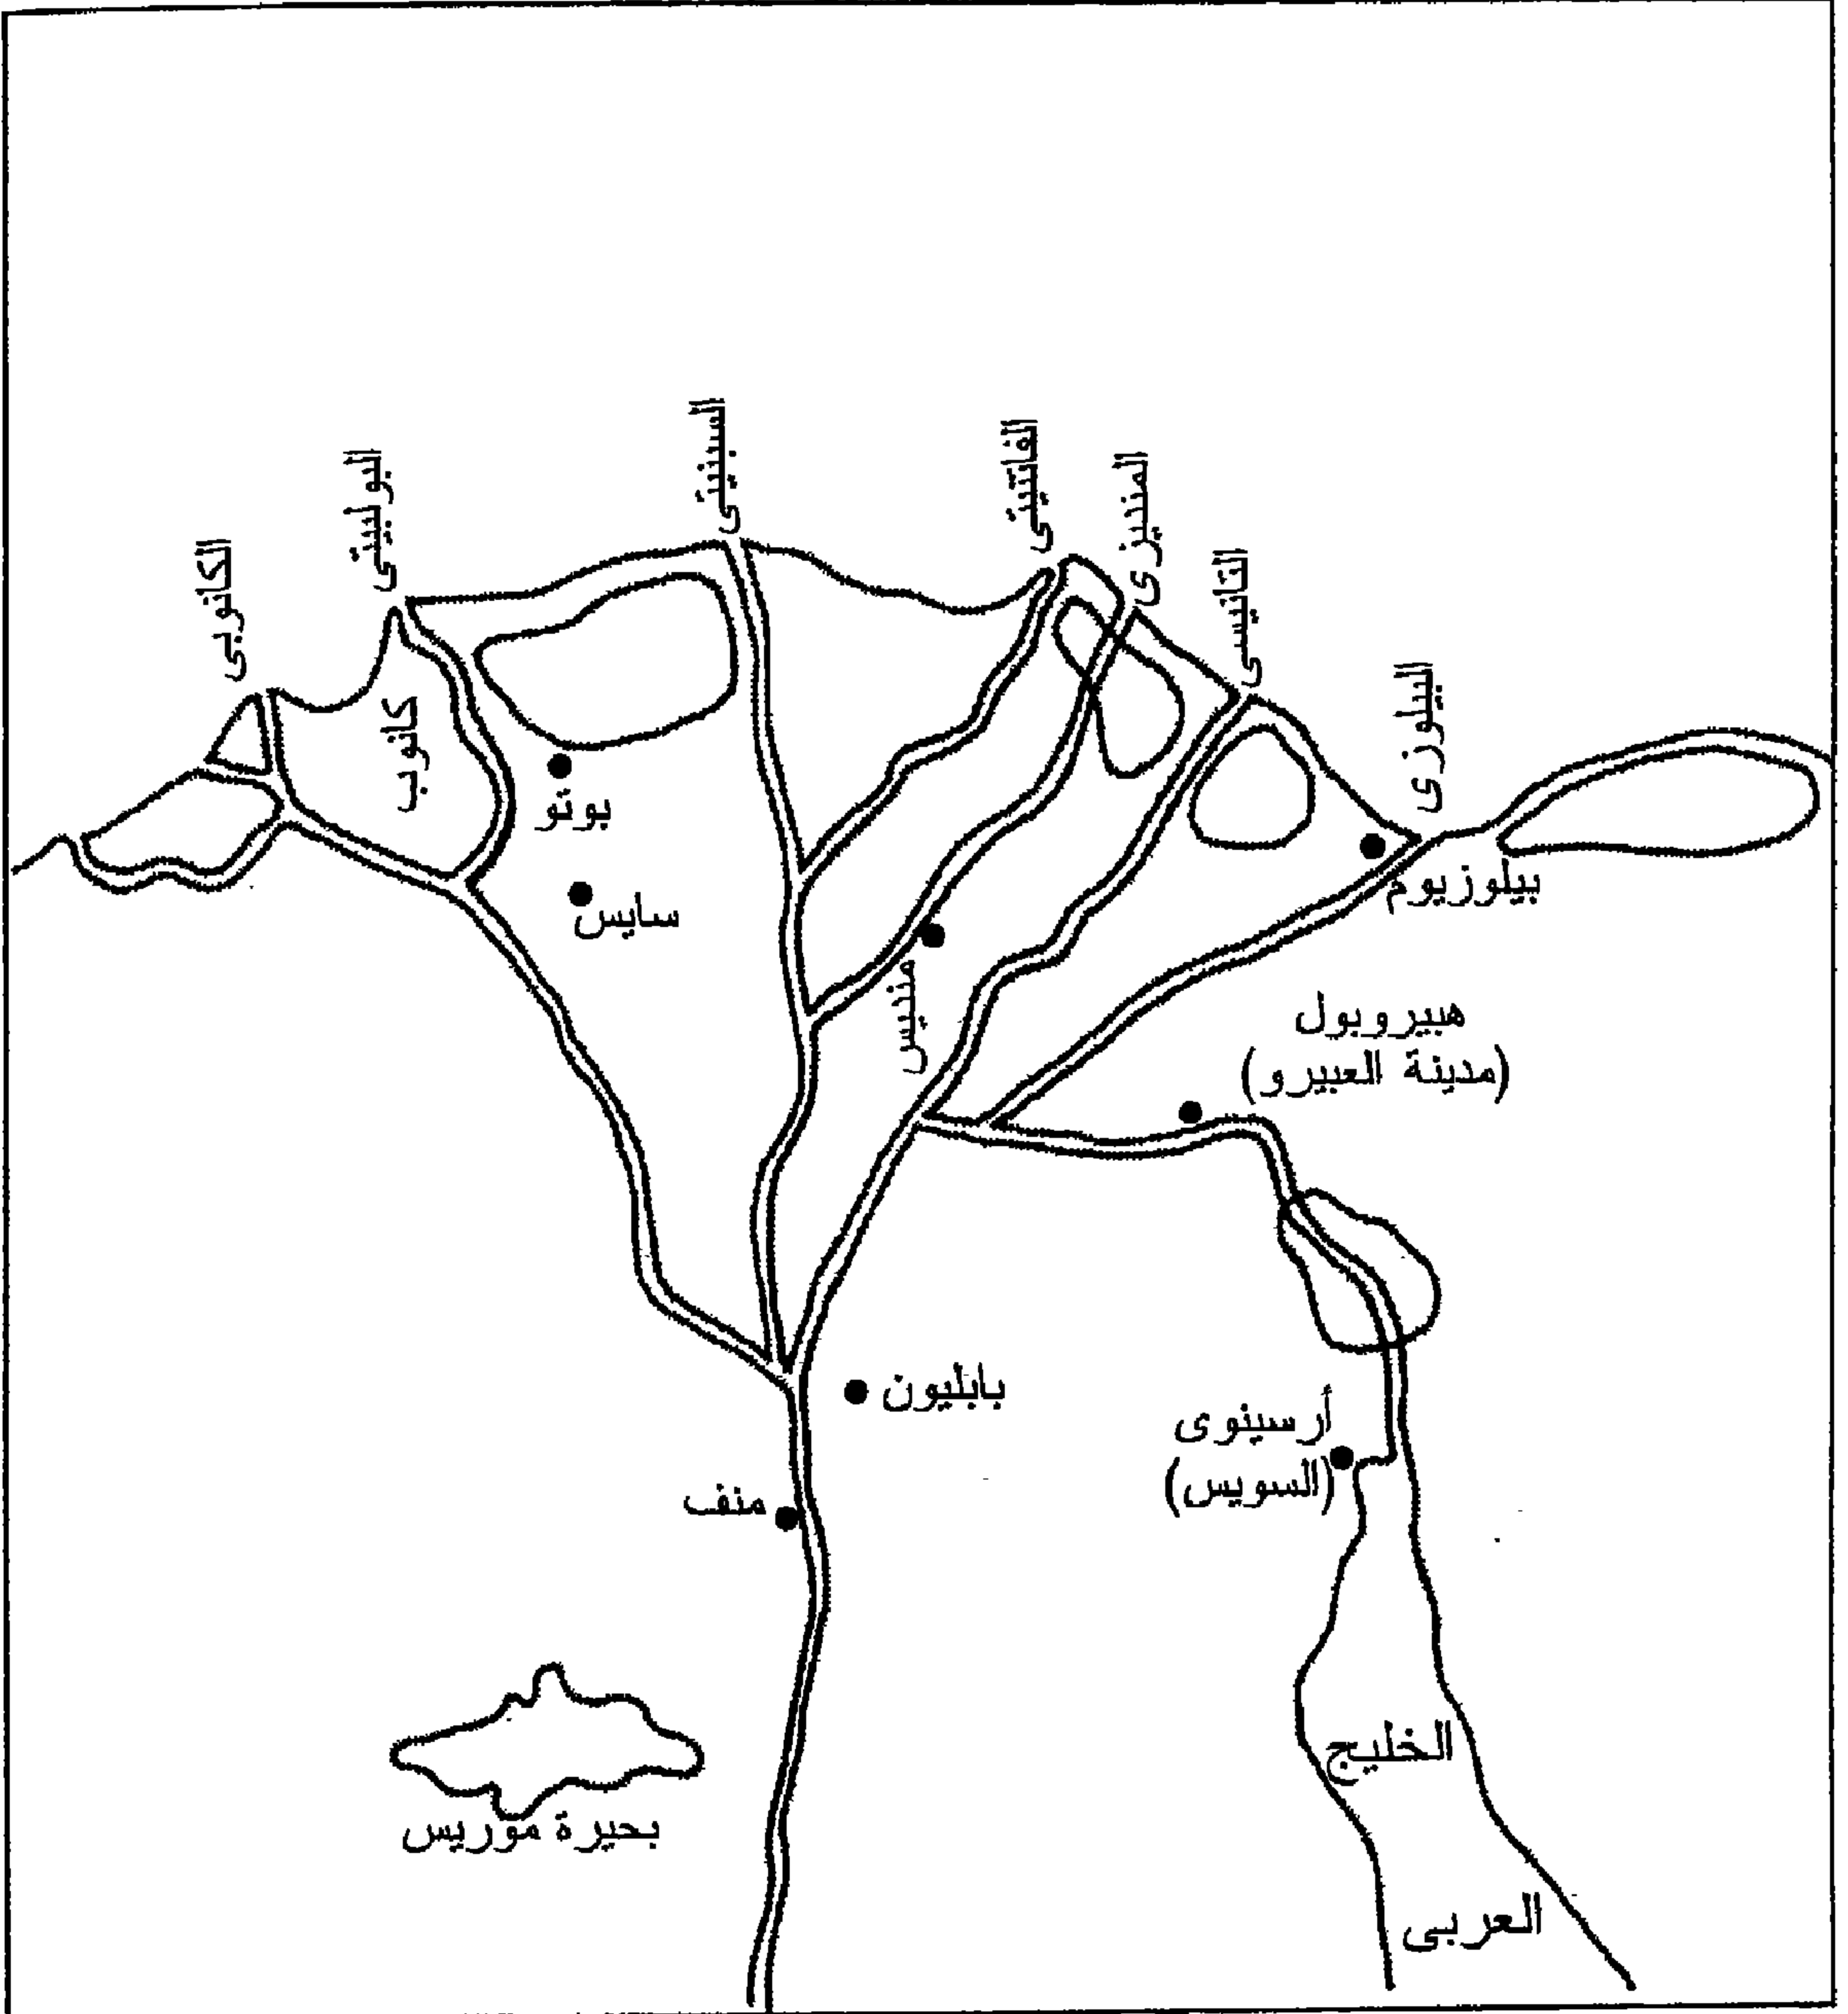 السبنيتى
الفاتنيتى
البولبيتى
المنديزى
الكانوبى
التانيسى
البيلوزى
كانوب
بوتو
بيلوزيوم
سايس
منديس
هبيروبول
(مدينة العبيرو)
بابليون
أرسينوى
(السويس)
منف
الخليج
بحيرة موريس
العربى